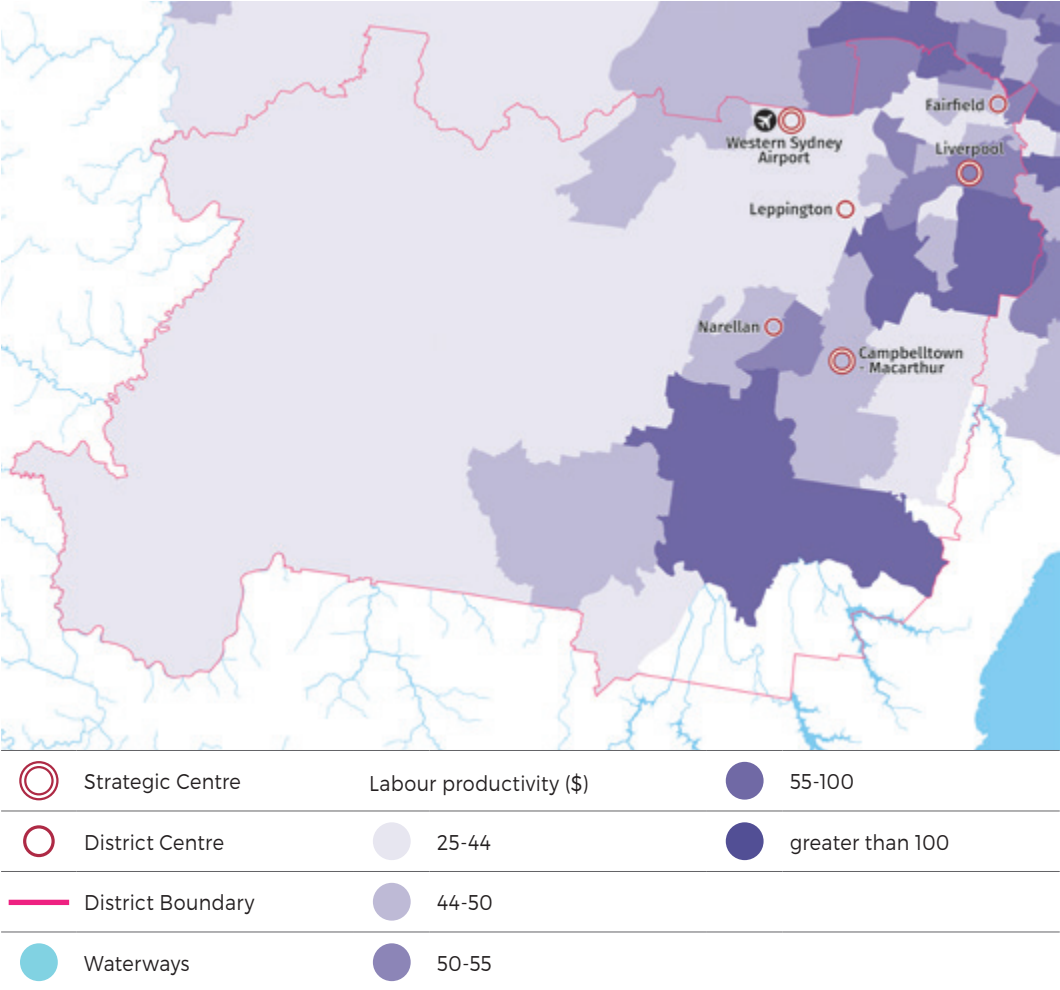 Fairfield
Western Sydney
Airport
Liverpool
Leppington
Narellan
Campbelltown
- Macarthur
Strategic Centre
Labour productivity ($)
55-100
District Centre
25-44
greater than 100
District Boundary
44-50
Waterways
50-55